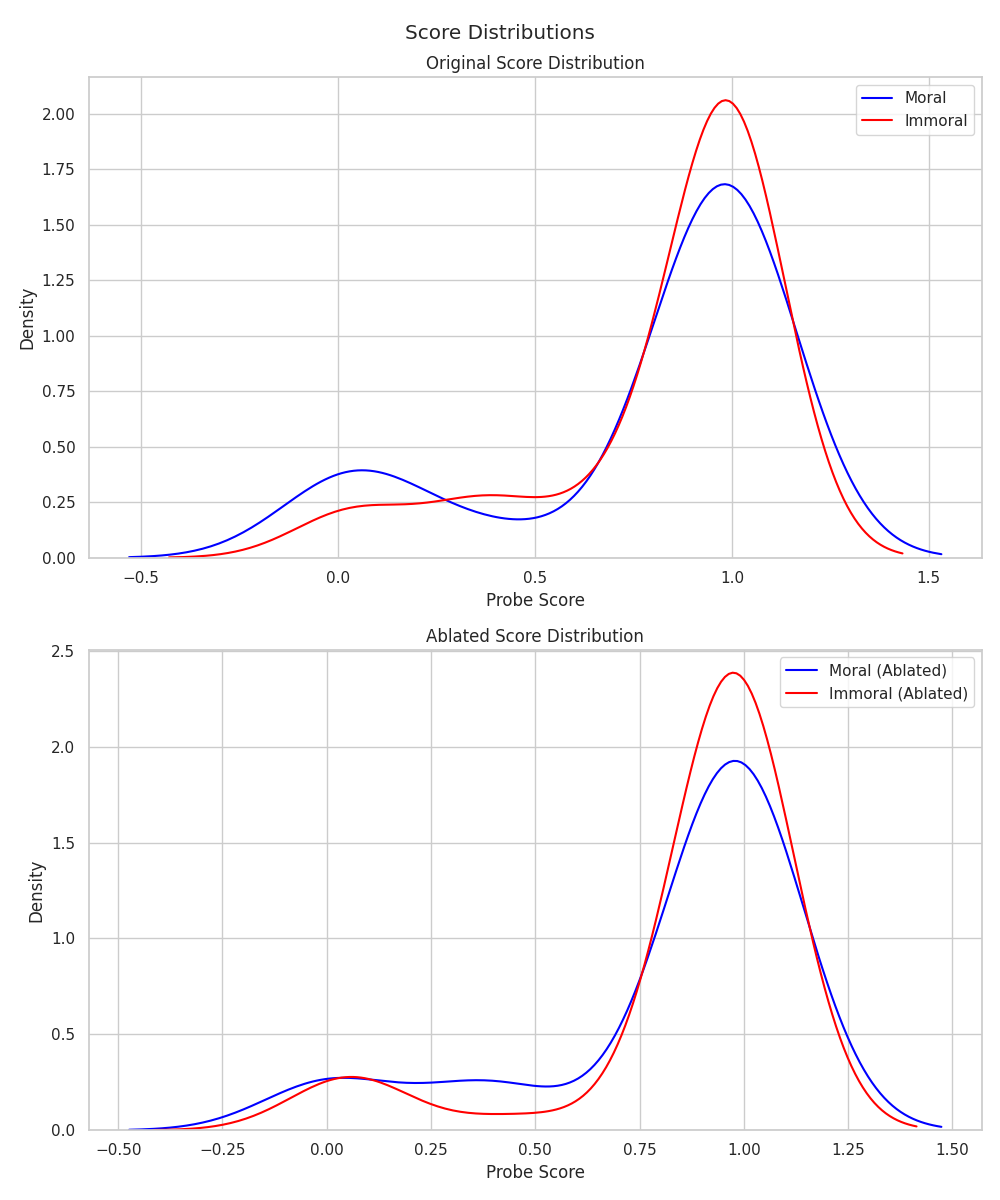 Score Distributions
Original Score Distribution
Moral
Immoral
2.00
1.75
1.50
1.25
1.00
0.75
0.50
0.25
0.00
Density
−0.5 0.0 0.5 1.0 1.5
Probe Score
Ablated Score Distribution
Moral (Ablated)
Immoral (Ablated)
2.5
2.0
1.5
1.0
0.5
0.0
Density
−0.50 −0.25 0.00 0.25 0.50 0.75 1.00 1.25 1.50
Probe Score